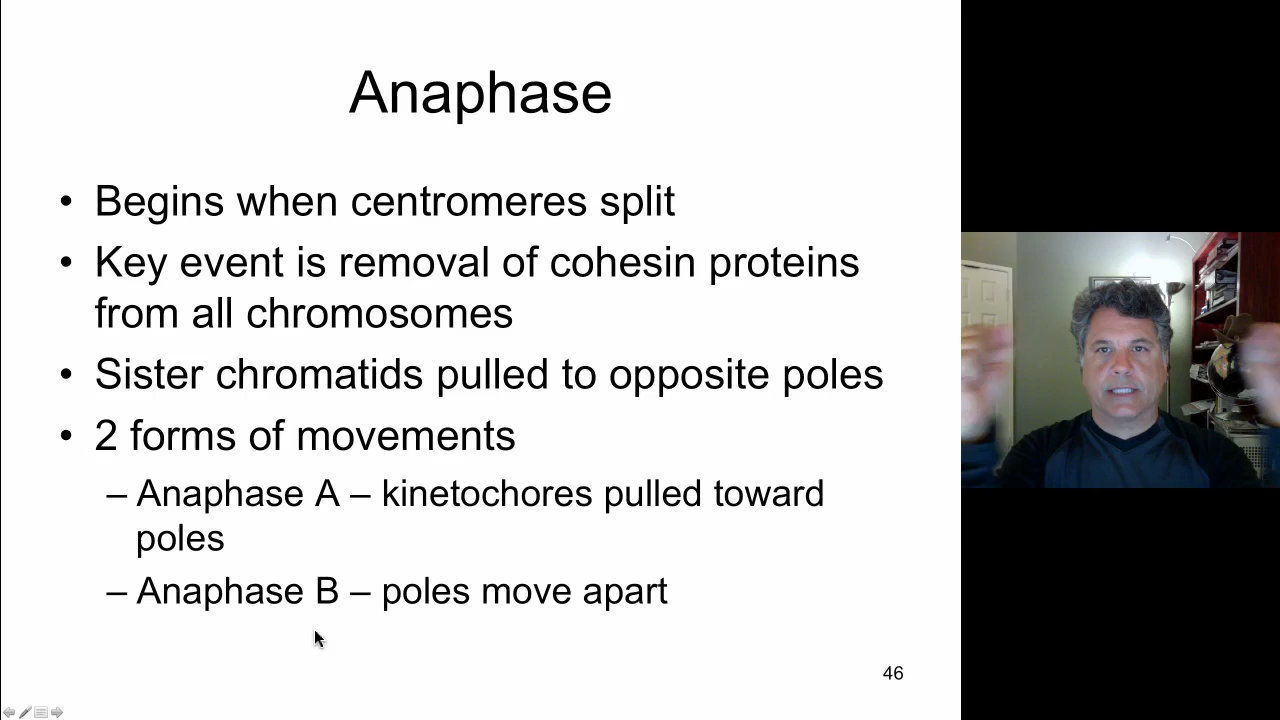 Anaphase
• Begins when centromeres split
• Key event is removal of cohesin proteins
from all chromosomes
• Sister chromatids pulled to opposite poles
• 2 forms of movements
– Anaphase A – kinetochores pulled toward
poles
– Anaphase B – poles move apart
46